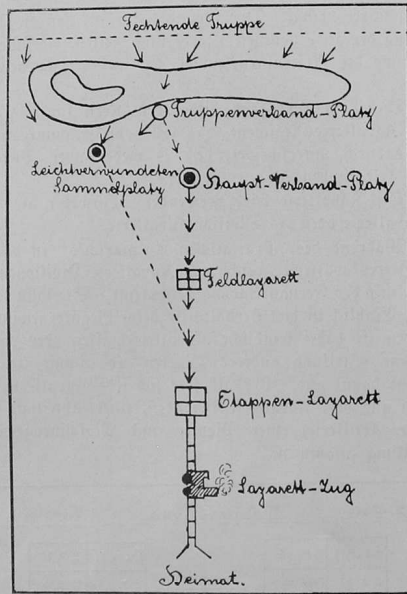 Fechtende Truppe
Truppenverband-Platz
Leichtverwundeten
Sammelplatz
Haupt-Verband-Platz
Feldlazarett
Etappen-Lazarett
Lazarett-Zug
Heimat.